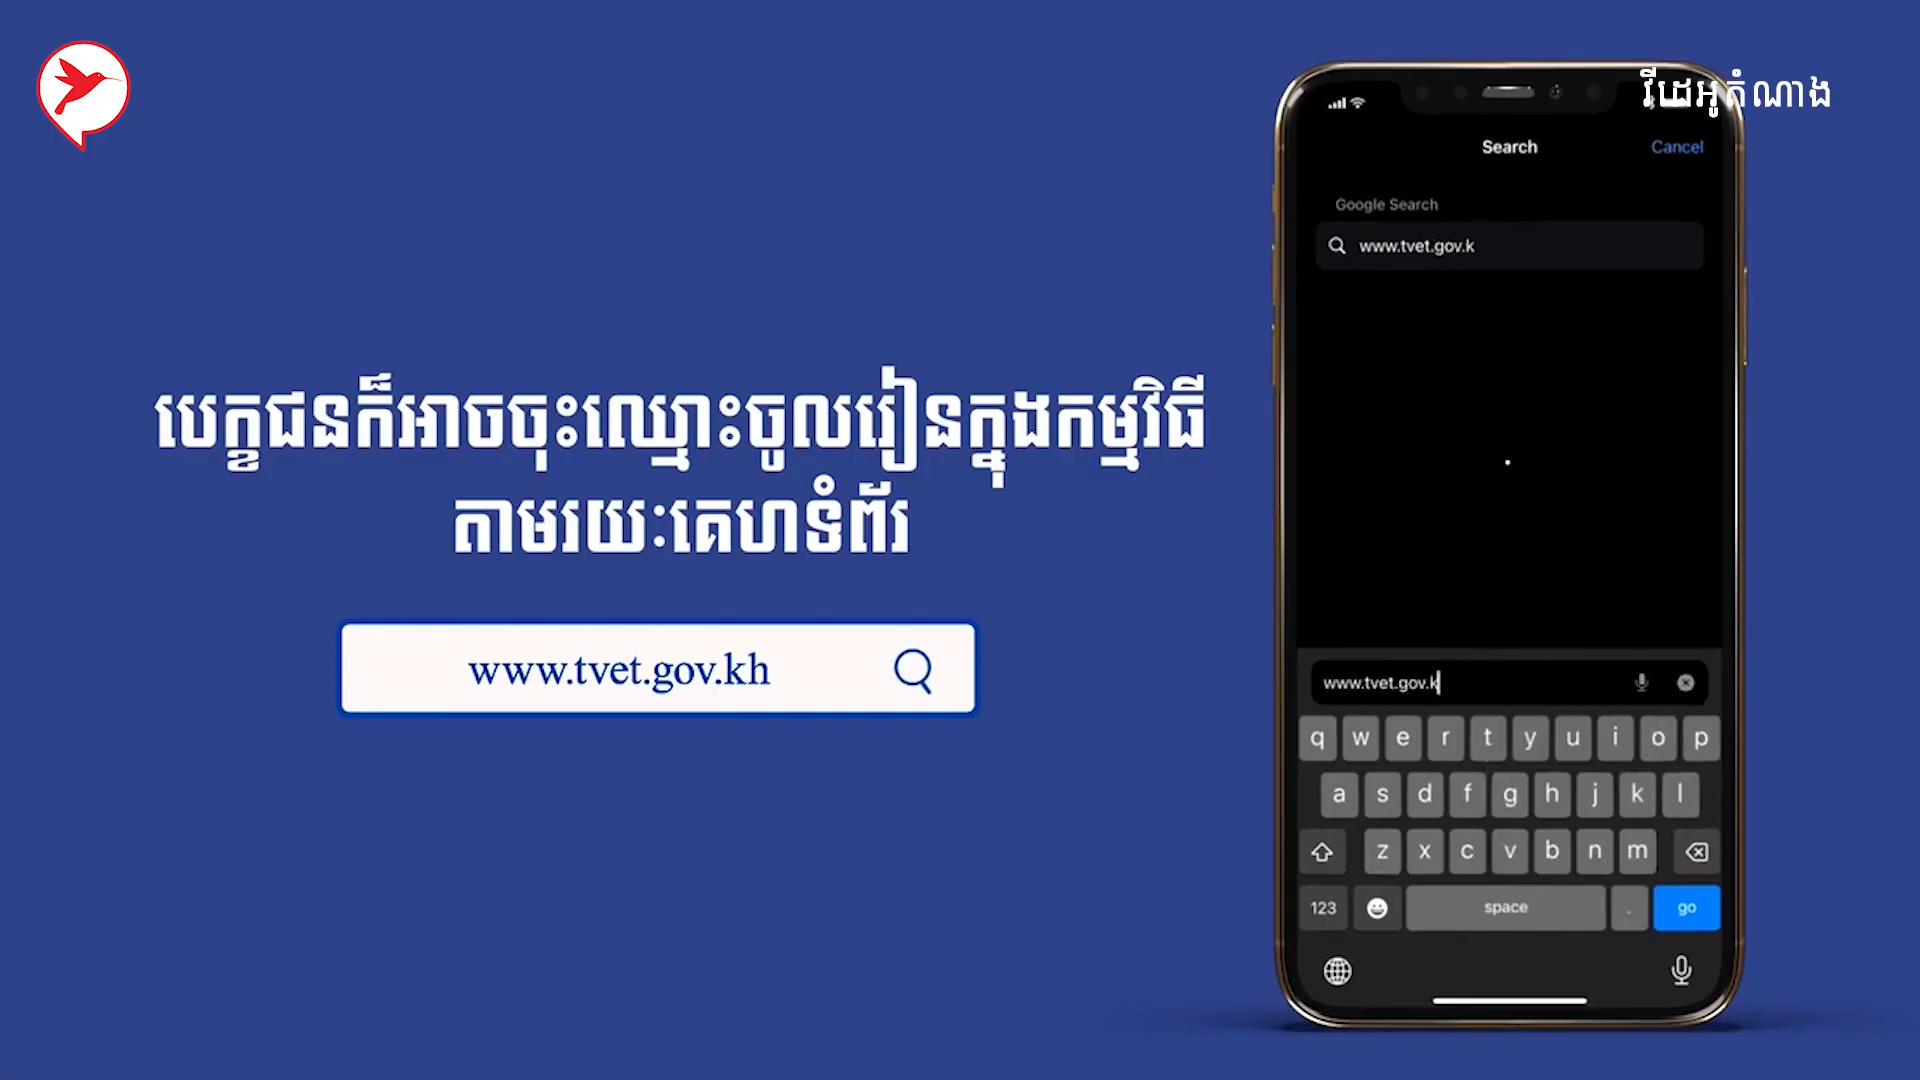 វីដេអូតំណាង
Search
Cancel
Google Search
www.tvet.gov.k
បេក្ខជនក៏អាចចុះឈ្មោះចូលរៀនក្នុងកម្មវិធី
តាមរយៈគេហទំព័រ
www.tvet.gov.kh
www.tvet.gov.k
q w e r t y u i o p
a s d f g h j k l
z x c v b n m
123 space . go